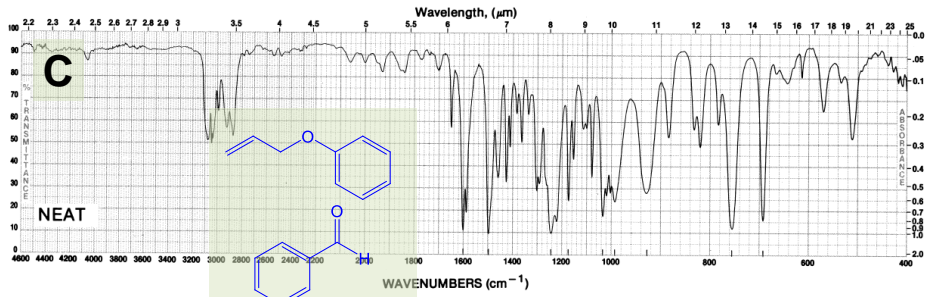 Wavelength, (μm)
2.2 2.3 2.4 2.5 2.6 2.7 2.8 2.9 3 3.5 4 4.5 5 5.5 6 7 8 9 10 11 12 13 14 15 16 17 18 19 21 23 25
100 90 80 70 60 50 40 30 20 10 0
% TRANSMITTANCE
C
NEAT
O
O
H
0.0 .05 0.1 0.2 0.3 0.4 0.5 0.6 0.7 0.8 0.9 1.0 2.0
ABSORBANCE
4600 4400 4200 4000 3800 3600 3400 3200 3000 2800 2600 2400 2200 2000 1800 1600 1400 1200 1000 800 600 400
WAVENUMBERS (cm⁻¹)